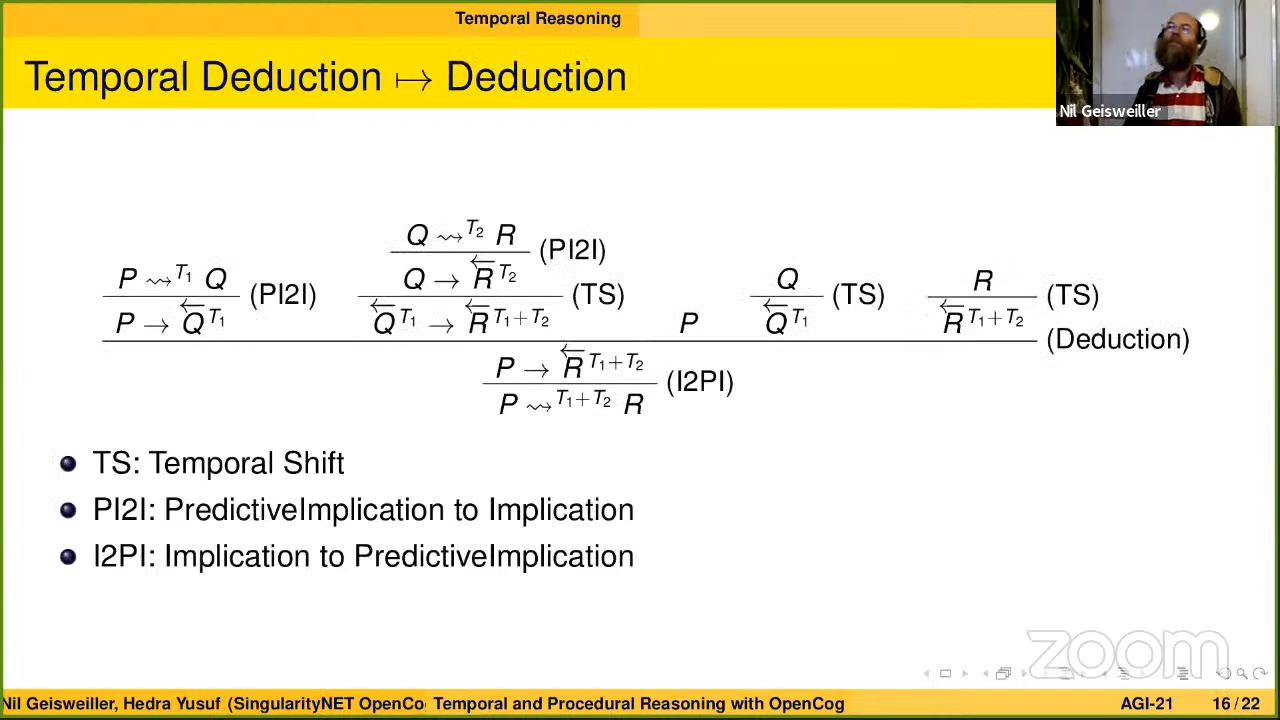 Temporal Reasoning
Temporal Deduction ↦ Deduction
Nil Geisweiller
Q ⇝^T₂ R (PI2I)
P ⇝^T₁ Q (PI2I) Q → R⃖^T₂ (TS) Q (TS) R (TS)
P → Q⃖^T₁ Q⃖^T₁ → R⃖^T₁+T₂ P Q⃖^T₁ R⃖^T₁+T₂ (Deduction)
P → R⃖^T₁+T₂ (I2PI)
P ⇝^T₁+T₂ R
TS: Temporal Shift
PI2I: PredictiveImplication to Implication
I2PI: Implication to PredictiveImplication
zoom
Nil Geisweiller, Hedra Yusuf (SingularityNET OpenCo Temporal and Procedural Reasoning with OpenCog AGI-21 16 / 22